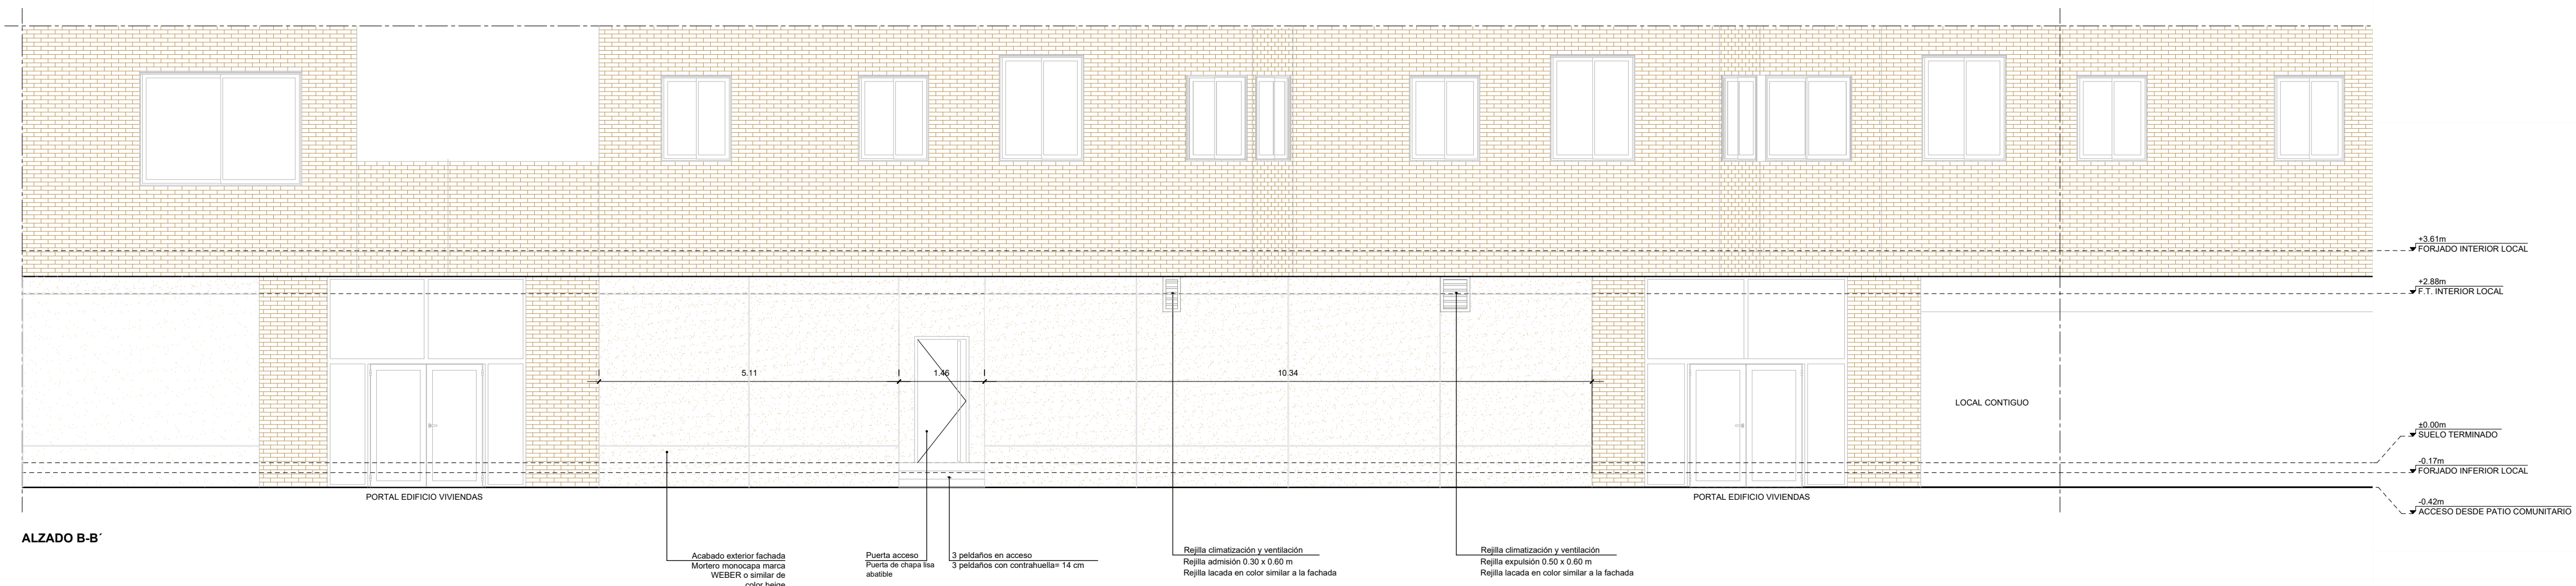 +3.61m
FORJADO INTERIOR LOCAL
+2.88m
F.T. INTERIOR LOCAL
5.11
1.46
10.34
LOCAL CONTIGUO
±0.00m
SUELO TERMINADO
-0.17m
FORJADO INFERIOR LOCAL
PORTAL EDIFICIO VIVIENDAS
PORTAL EDIFICIO VIVIENDAS
-0.42m
ACCESO DESDE PATIO COMUNITARIO
ALZADO B-B´
Acabado exterior fachada
Mortero monocapa marca
WEBER o similar de
color beige
Puerta acceso
Puerta de chapa lisa
abatible
3 peldaños en acceso
3 peldaños con contrahuella= 14 cm
Rejilla climatización y ventilación
Rejilla admisión 0.30 x 0.60 m
Rejilla lacada en color similar a la fachada
Rejilla climatización y ventilación
Rejilla expulsión 0.50 x 0.60 m
Rejilla lacada en color similar a la fachada